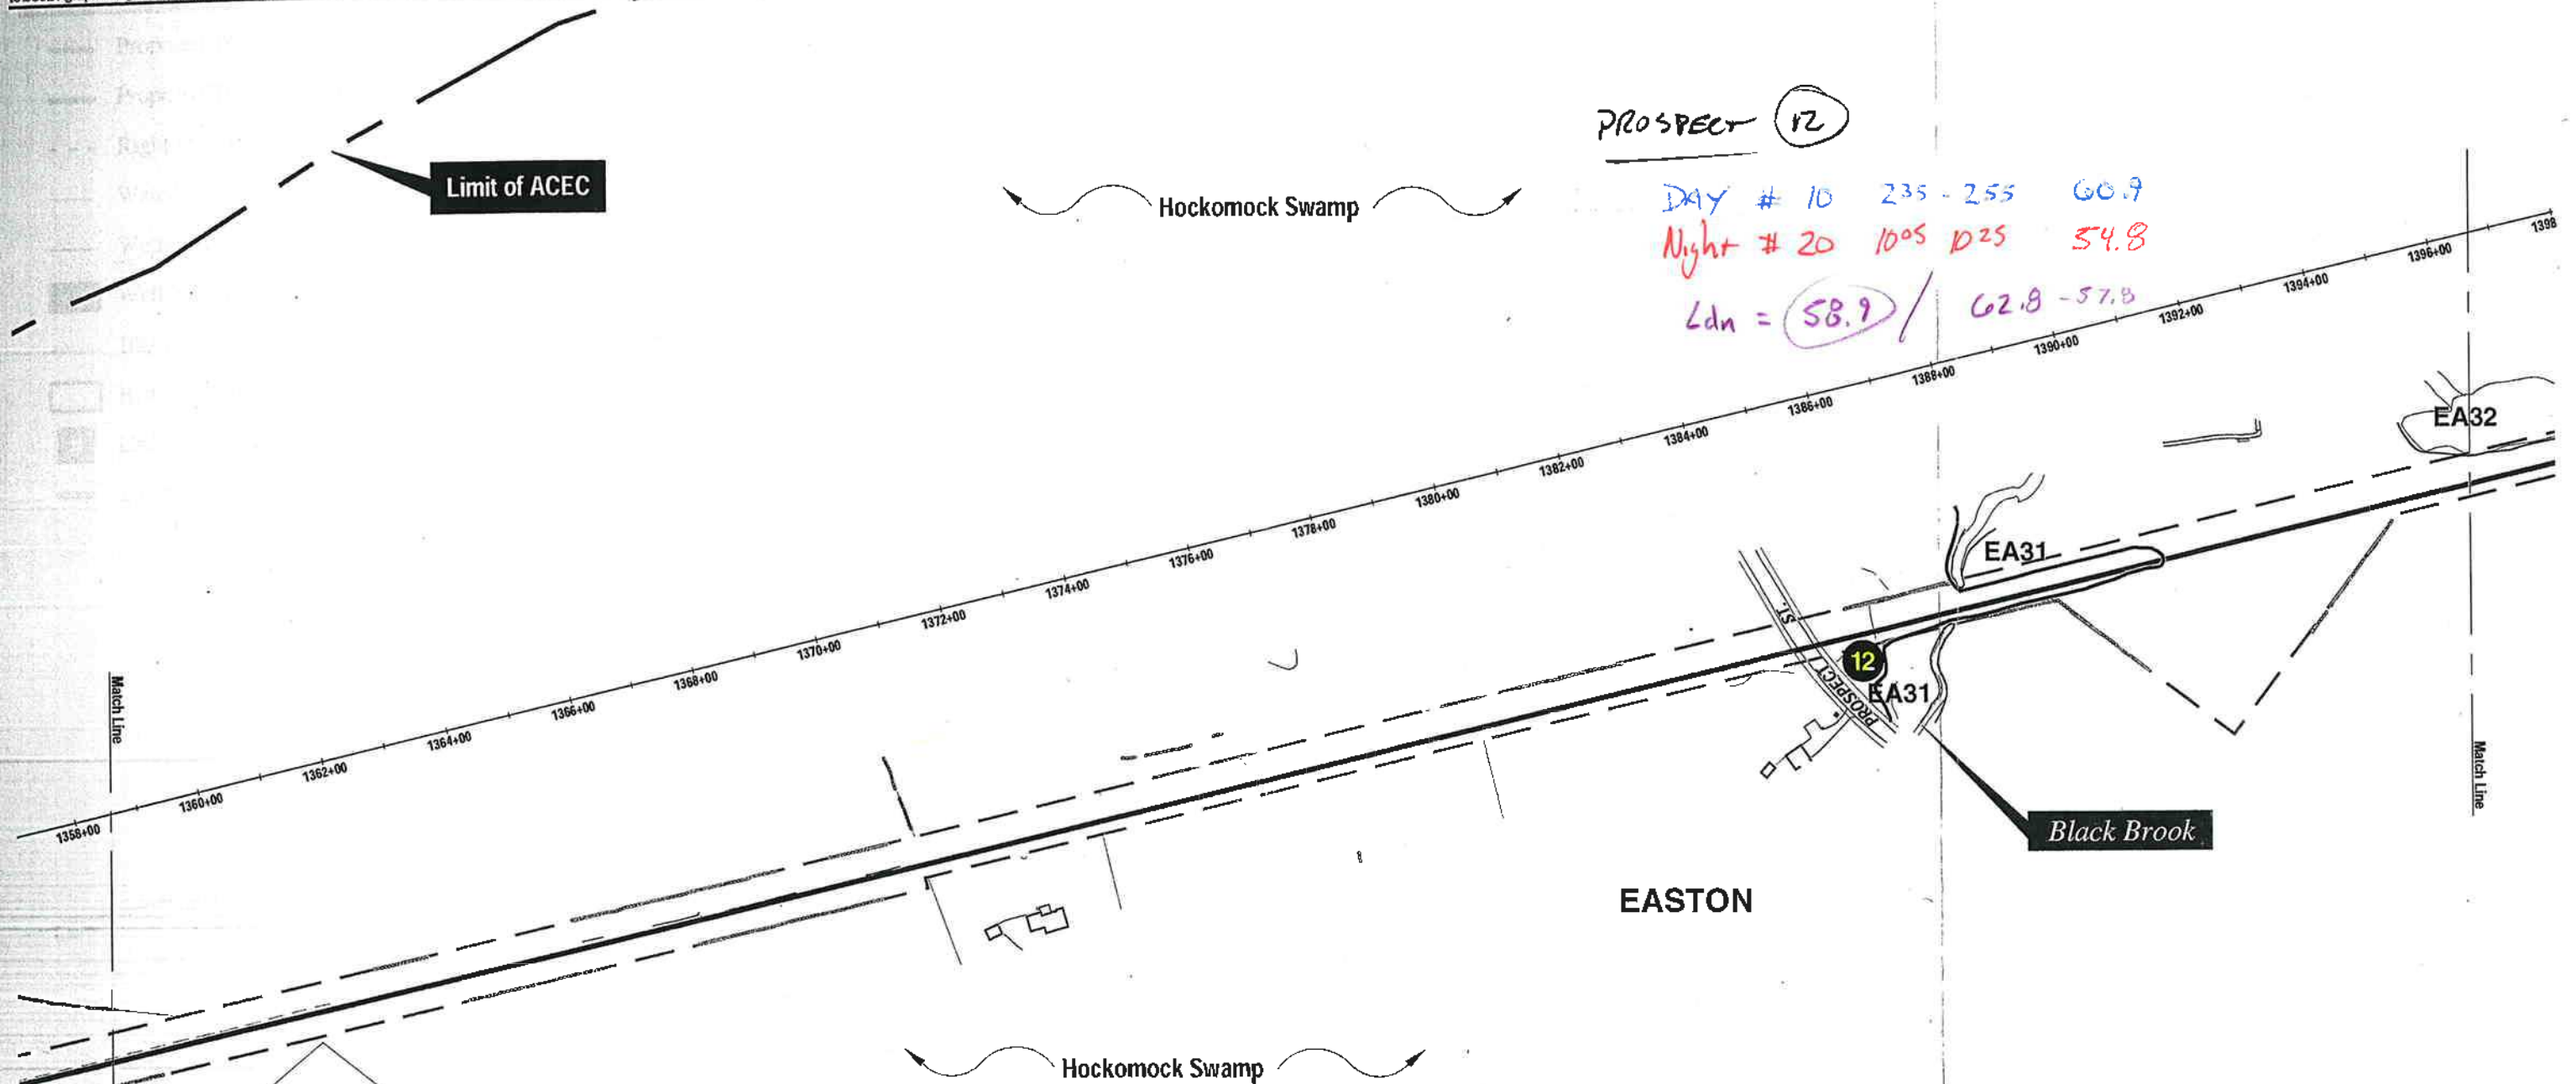 Limit of ACEC
Hockomock Swamp
PROSPECT 12
DAY # 10 235 - 255 60.9
Night # 20 1005 1025 54.8
Ldn = 58.9 / 62.8 - 57.8
1358+00
1360+00
1362+00
1364+00
1366+00
1368+00
1370+00
1372+00
1374+00
1376+00
1378+00
1380+00
1382+00
1384+00
1386+00
1388+00
1390+00
1392+00
1394+00
1396+00
1398
EA32
EA31
PROSPECT ST.
12
EA31
Match Line
Match Line
Black Brook
EASTON
Hockomock Swamp